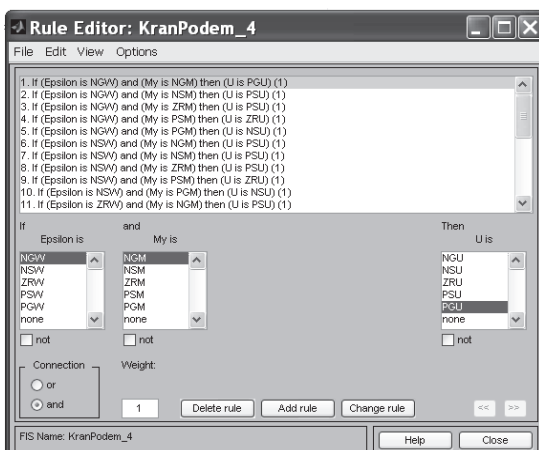 Rule Editor: KranPodem_4
File Edit View Options
1. If (Epsilon is NGW) and (My is NGM) then (U is PGU) (1)
2. If (Epsilon is NGW) and (My is NSM) then (U is PSU) (1)
3. If (Epsilon is NGW) and (My is ZRM) then (U is PSU) (1)
4. If (Epsilon is NGW) and (My is PSM) then (U is ZRU) (1)
5. If (Epsilon is NGW) and (My is PGM) then (U is NSU) (1)
6. If (Epsilon is NSW) and (My is NSM) then (U is PSU) (1)
7. If (Epsilon is NSW) and (My is NSM) then (U is PSU) (1)
8. If (Epsilon is NSW) and (My is ZRM) then (U is PSU) (1)
9. If (Epsilon is NSW) and (My is PSM) then (U is ZRU) (1)
10. If (Epsilon is NSW) and (My is PGM) then (U is NSU) (1)
11. If (Epsilon is ZRW) and (My is NGM) then (U is PSU) (1)
If and Then
Epsilon is My is U is
NGW NGM NGU
NSW NSM NSU
ZRW ZRM ZRU
PSW PSM PSU
PGW PGM PGU
none none none
not not not
Connection Weight:
or
and 1 Delete rule Add rule Change rule << >>
FIS Name: KranPodem_4 Help Close